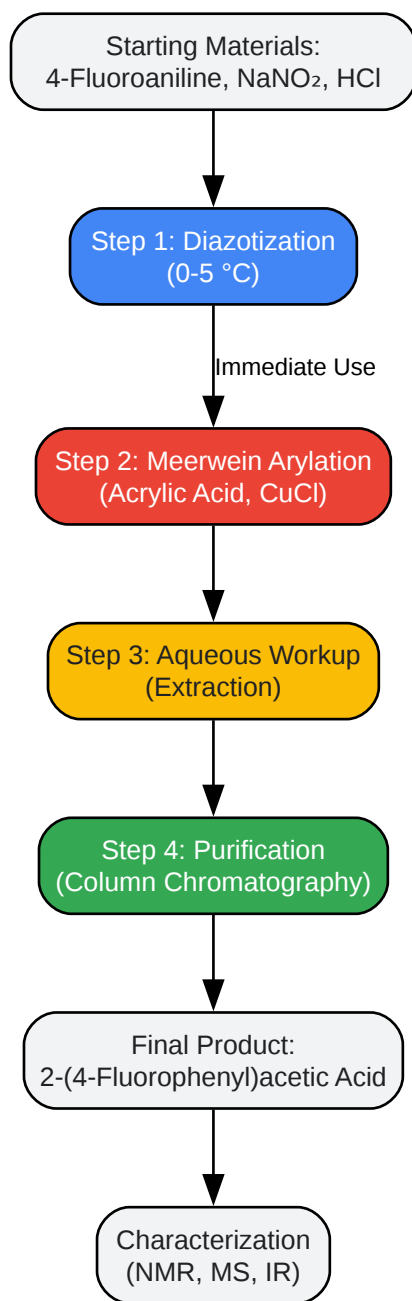 Starting Materials:
4-Fluoroaniline, NaNO₂, HCl
Step 1: Diazotization
(0-5 °C)
Immediate Use
Step 2: Meerwein Arylation
(Acrylic Acid, CuCl)
Step 3: Aqueous Workup
(Extraction)
Step 4: Purification
(Column Chromatography)
Final Product:
2-(4-Fluorophenyl)acetic Acid
Characterization
(NMR, MS, IR)